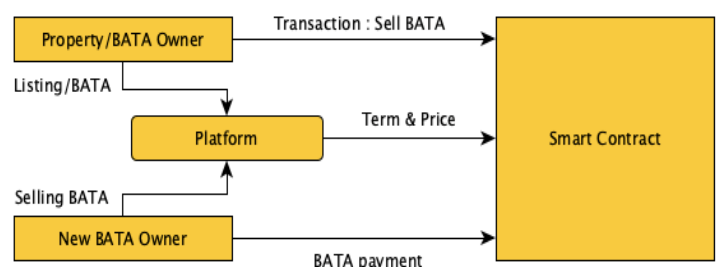 Transaction : Sell BATA
Property/BATA Owner
Listing/BATA
Term & Price
Platform
Smart Contract
Selling BATA
New BATA Owner
BATA payment